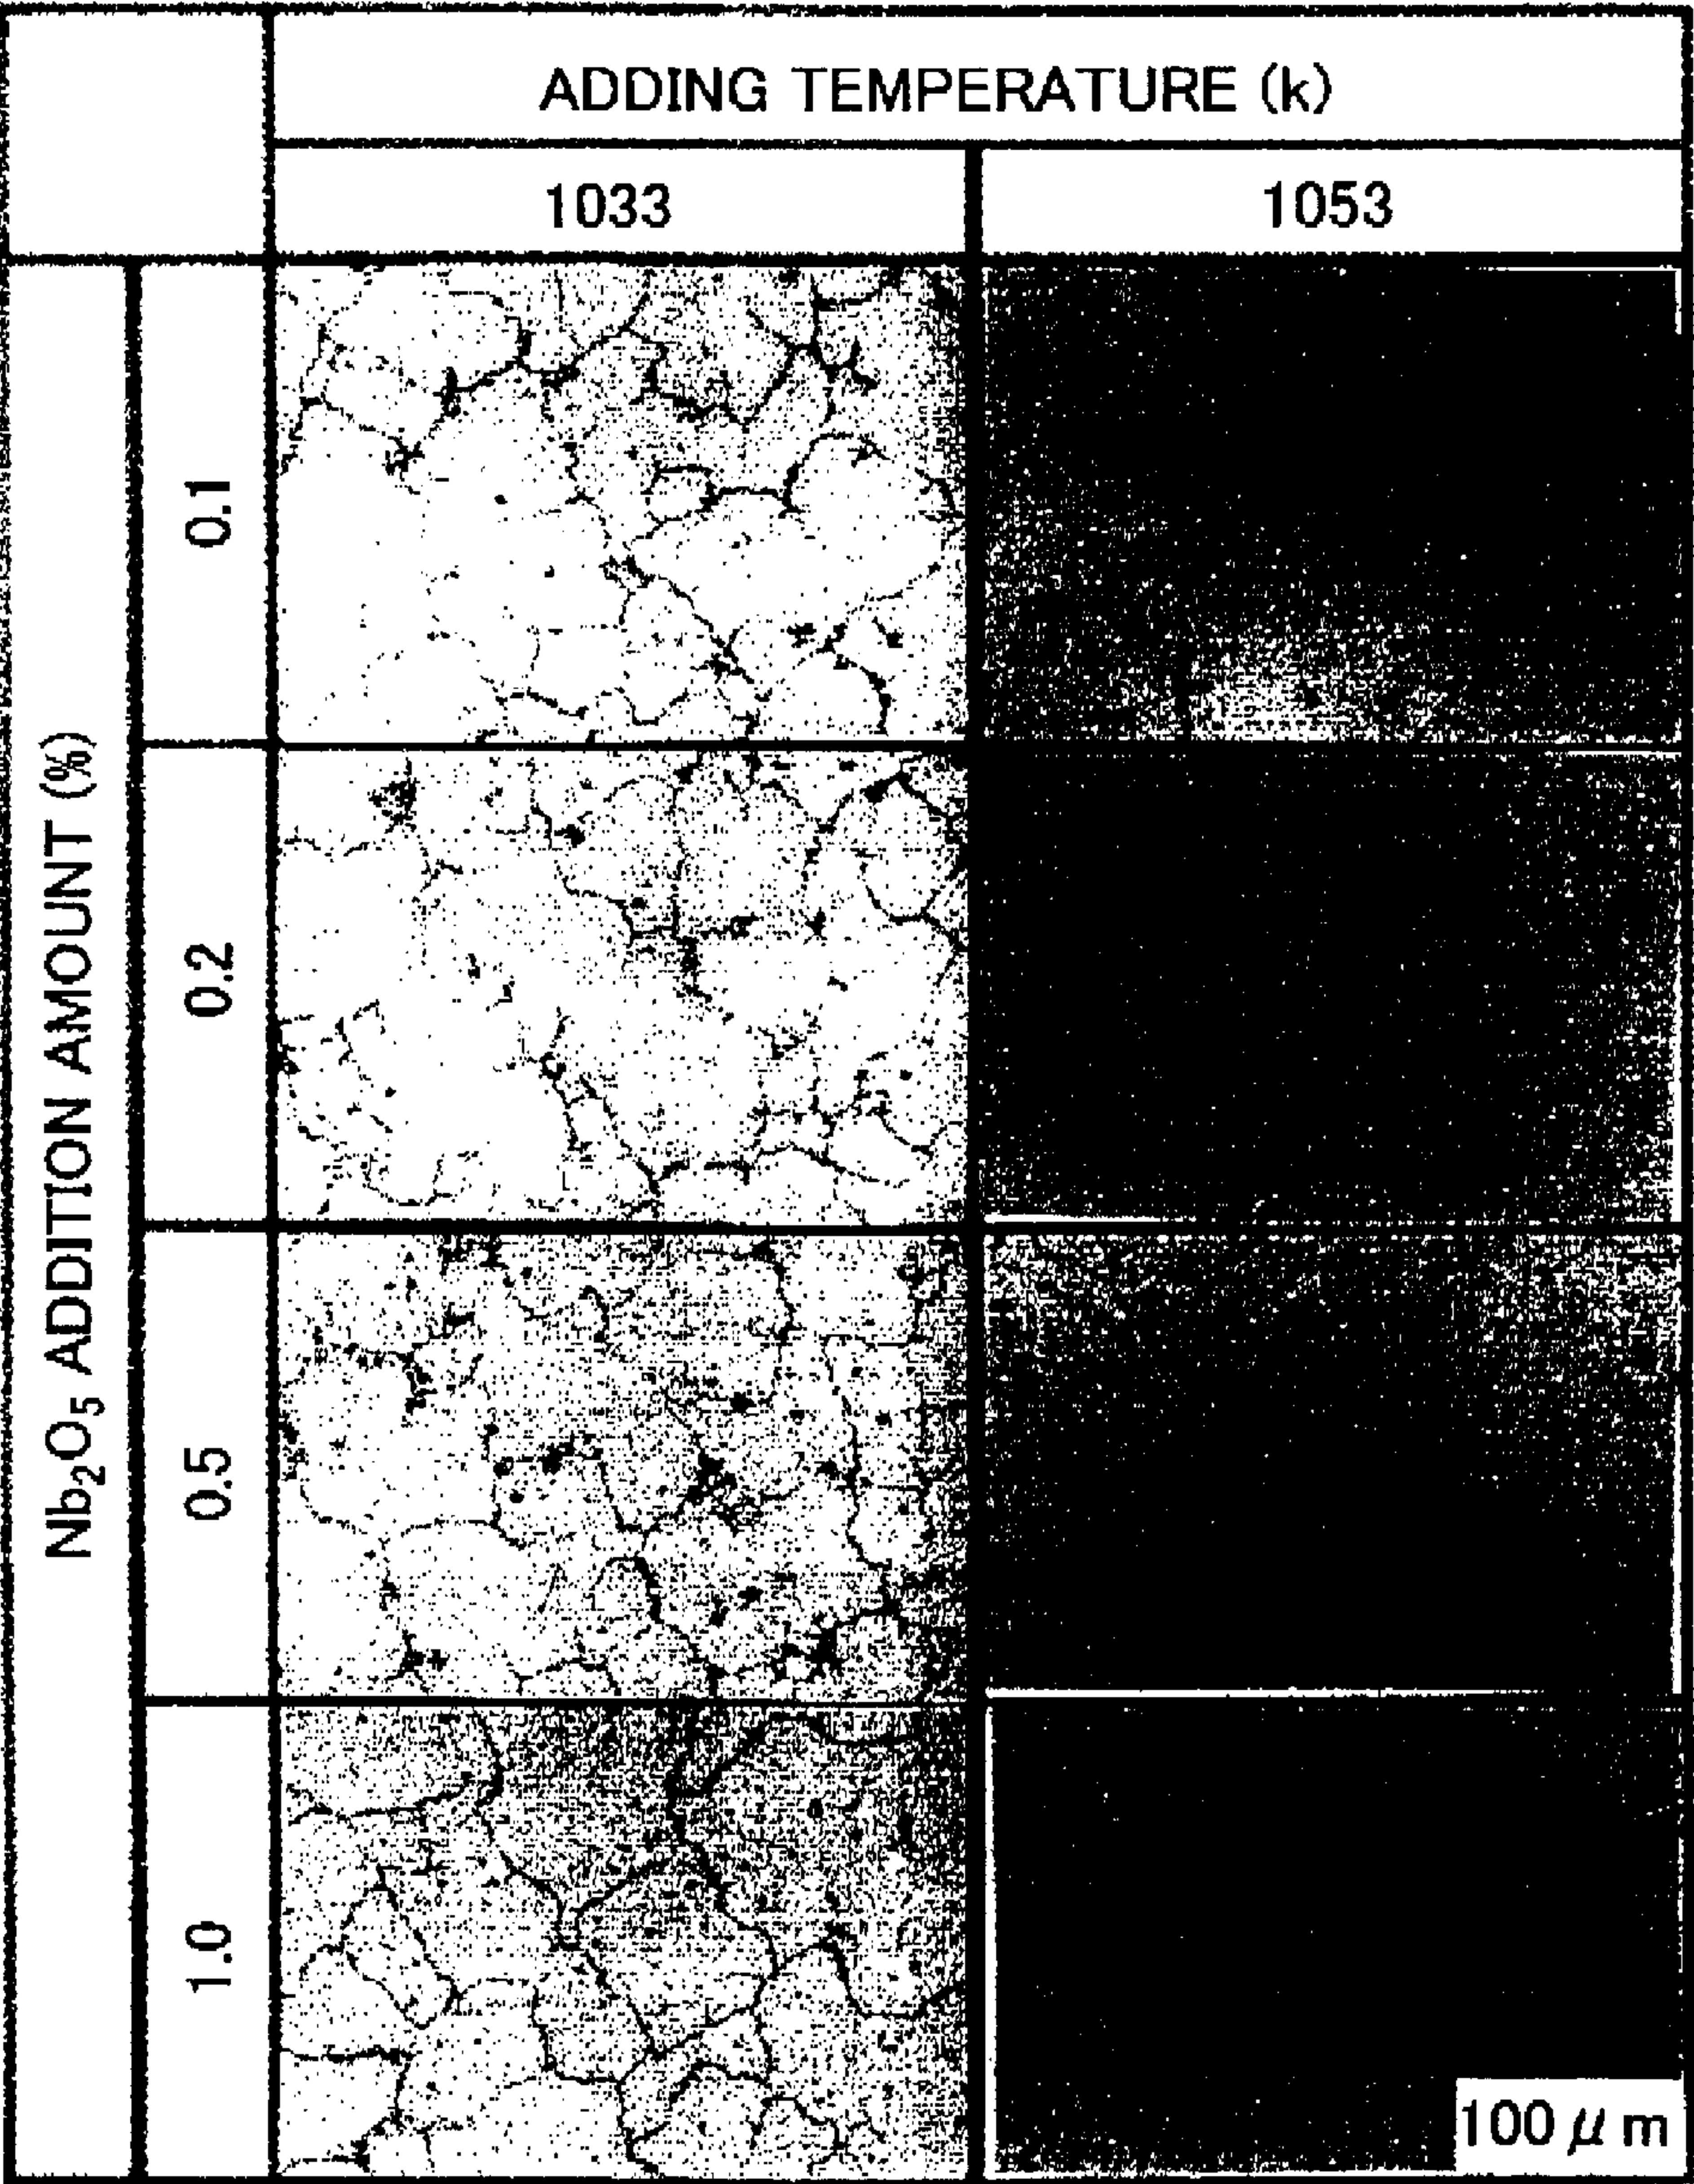 ADDING TEMPERATURE (k)
1033
1053
Nb₂O₅ ADDITION AMOUNT (%)
0.1
0.2
0.5
1.0
100 μm